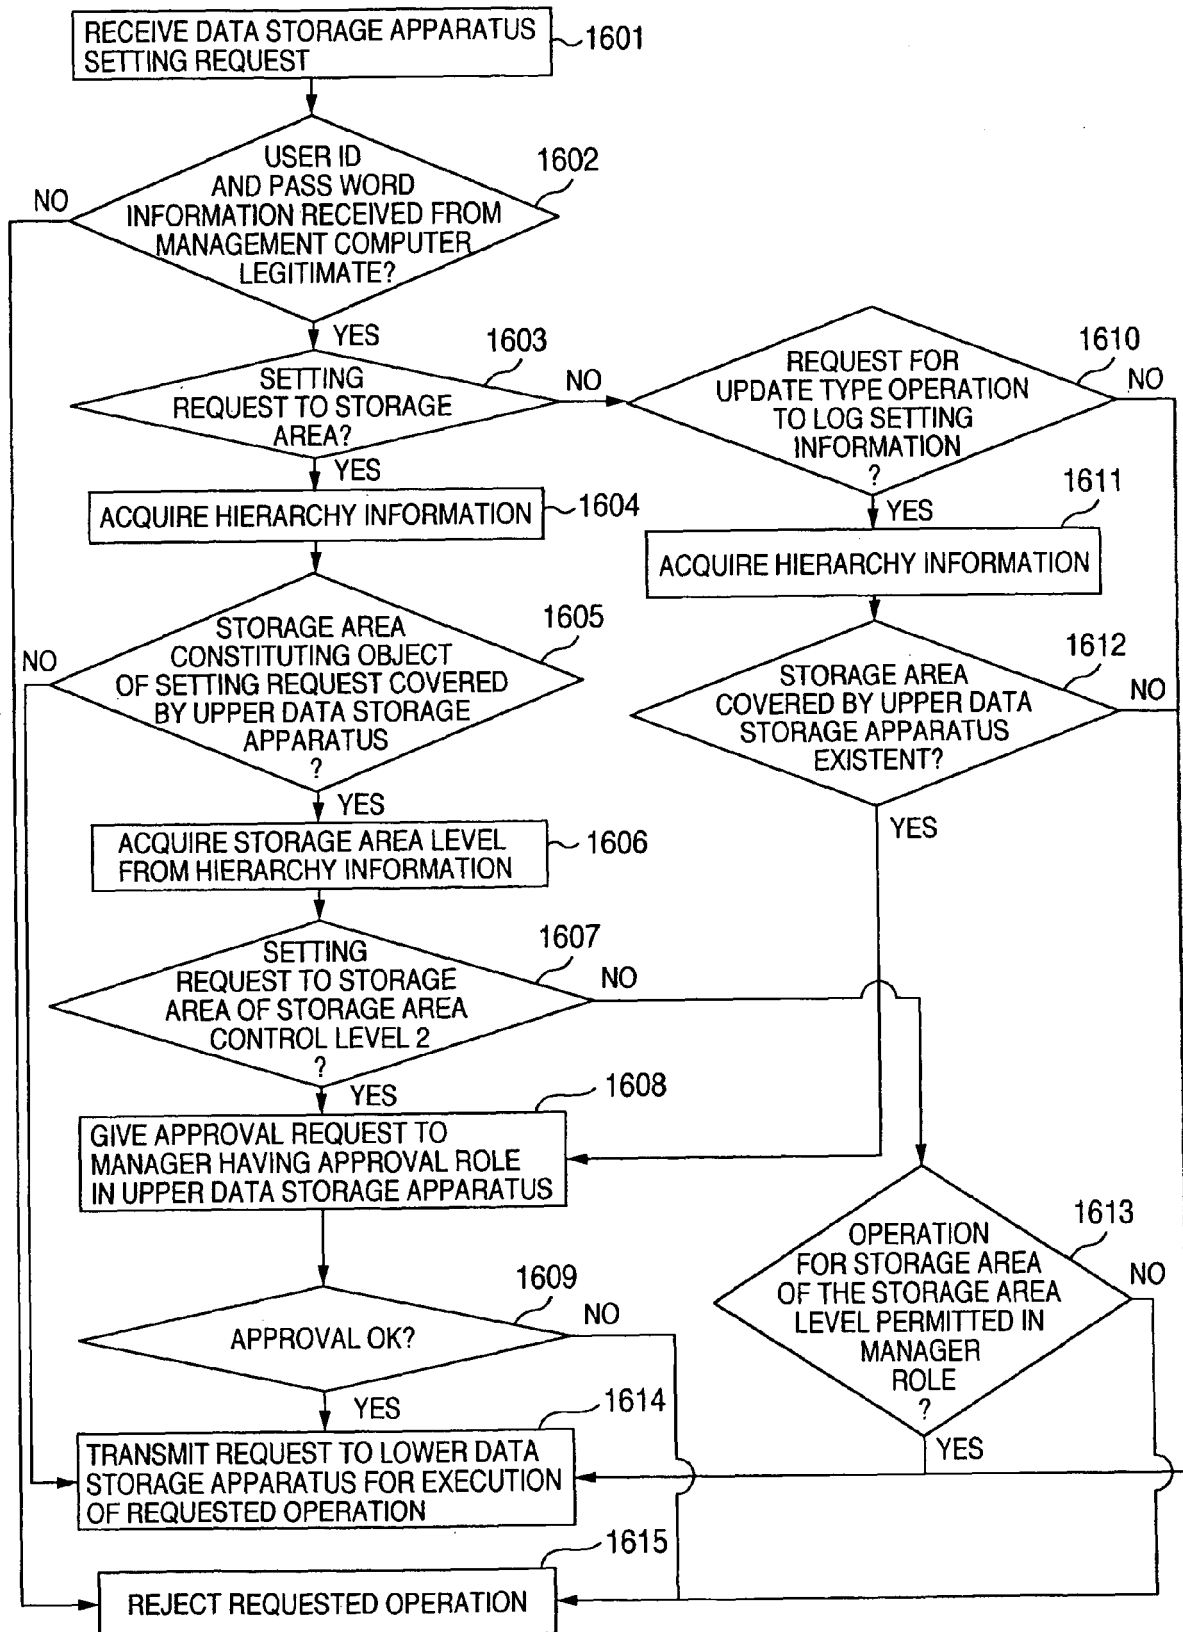 RECEIVE DATA STORAGE APPARATUS
SETTING REQUEST
1601
USER ID
AND PASS WORD
INFORMATION RECEIVED FROM
MANAGEMENT COMPUTER
LEGITIMATE?
1602
NO
YES
SETTING
REQUEST TO STORAGE
AREA?
1603
NO
YES
REQUEST FOR
UPDATE TYPE OPERATION
TO LOG SETTING
INFORMATION
?
1610
NO
YES
ACQUIRE HIERARCHY INFORMATION
1604
ACQUIRE HIERARCHY INFORMATION
1611
STORAGE AREA
CONSTITUTING OBJECT
OF SETTING REQUEST COVERED
BY UPPER DATA STORAGE
APPARATUS
?
1605
NO
YES
STORAGE AREA
COVERED BY UPPER DATA
STORAGE APPARATUS
EXISTENT?
1612
NO
YES
ACQUIRE STORAGE AREA LEVEL
FROM HIERARCHY INFORMATION
1606
SETTING
REQUEST TO STORAGE
AREA OF STORAGE AREA
CONTROL LEVEL 2
?
1607
NO
YES
GIVE APPROVAL REQUEST TO
MANAGER HAVING APPROVAL ROLE
IN UPPER DATA STORAGE APPARATUS
1608
OPERATION
FOR STORAGE AREA
OF THE STORAGE AREA
LEVEL PERMITTED IN
MANAGER
ROLE
?
1613
NO
YES
APPROVAL OK?
1609
NO
YES
TRANSMIT REQUEST TO LOWER DATA
STORAGE APPARATUS FOR EXECUTION
OF REQUESTED OPERATION
1614
REJECT REQUESTED OPERATION
1615